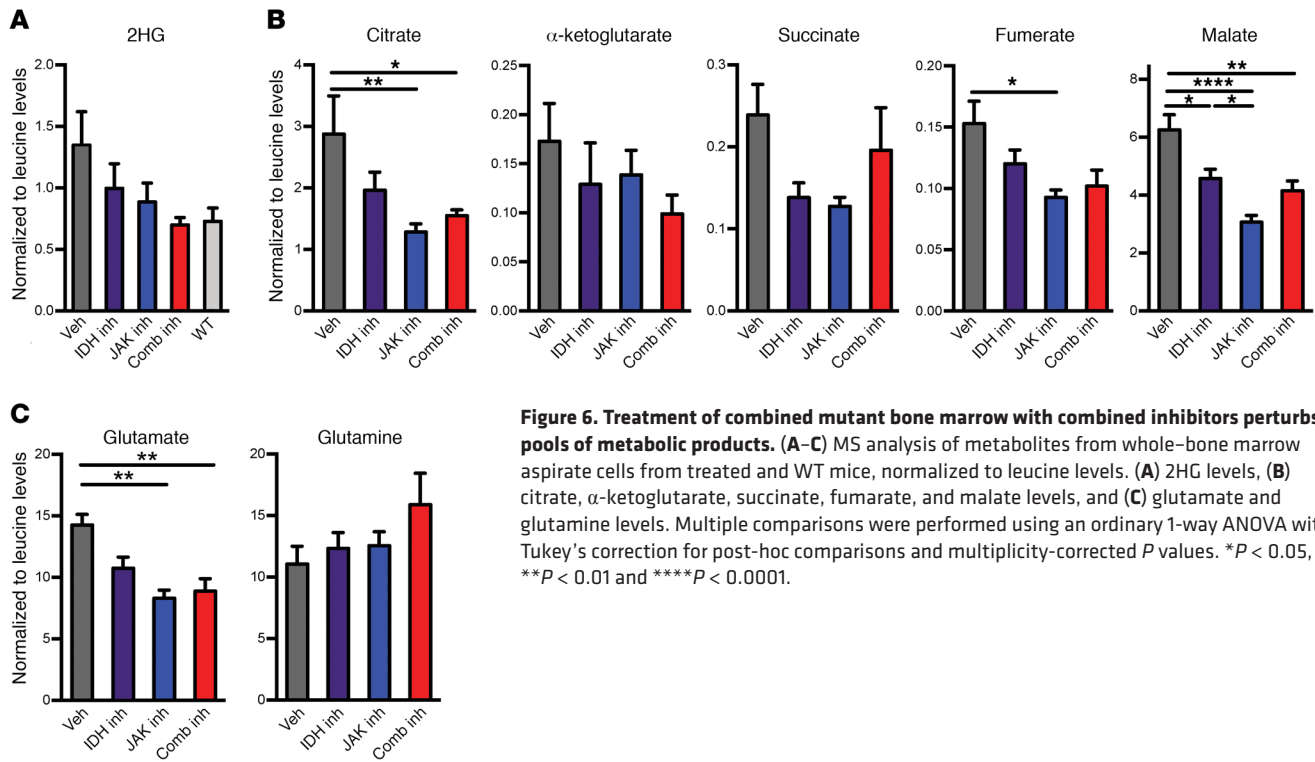 A
2HG
Normalized to leucine levels
2.0
1.5
1.0
0.5
0.0
Veh
IDH inh
JAK inh
Comb inh
WT
B
Citrate
Normalized to leucine levels
4
3
2
1
0
*
**
Veh
IDH inh
JAK inh
Comb inh
α-ketoglutarate
0.25
0.20
0.15
0.10
0.05
0.00
Veh
IDH inh
JAK inh
Comb inh
Succinate
0.3
0.2
0.1
0.0
Veh
IDH inh
JAK inh
Comb inh
Fumerate
0.20
0.15
0.10
0.05
0.00
*
Veh
IDH inh
JAK inh
Comb inh
Malate
8
6
4
2
0
**
****
* *
Veh
IDH inh
JAK inh
Comb inh
C
Glutamate
Normalized to leucine levels
20
15
10
5
0
**
**
Veh
IDH inh
JAK inh
Comb inh
Glutamine
20
15
10
5
0
Veh
IDH inh
JAK inh
Comb inh
Figure 6. Treatment of combined mutant bone marrow with combined inhibitors perturbs
pools of metabolic products. (A–C) MS analysis of metabolites from whole–bone marrow
aspirate cells from treated and WT mice, normalized to leucine levels. (A) 2HG levels, (B)
citrate, α-ketoglutarate, succinate, fumarate, and malate levels, and (C) glutamate and
glutamine levels. Multiple comparisons were performed using an ordinary 1-way ANOVA wit
Tukey's correction for post-hoc comparisons and multiplicity-corrected P values. *P < 0.05,
**P < 0.01 and ****P < 0.0001.